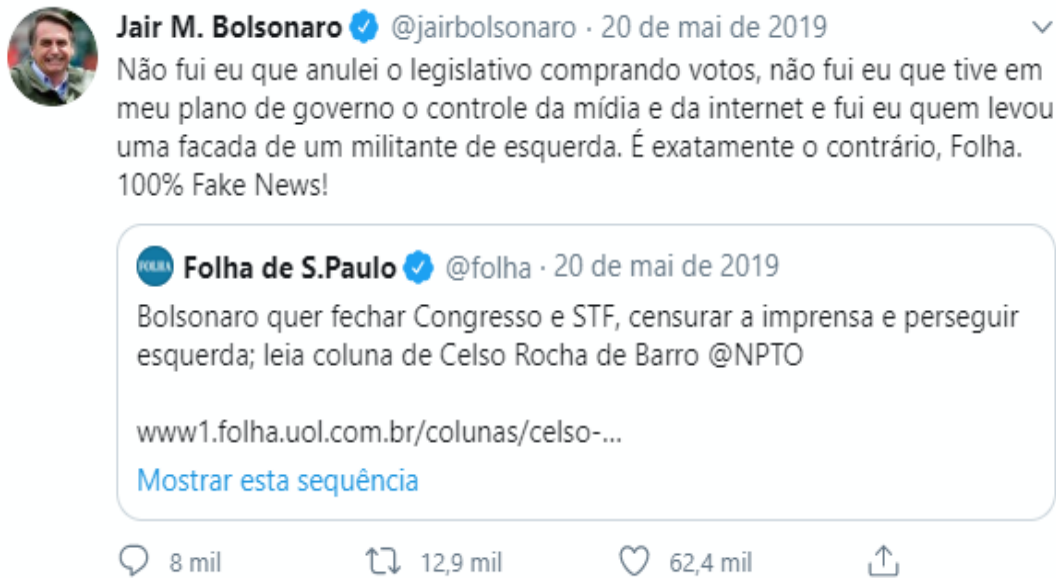 Jair M. Bolsonaro @jairbolsonaro · 20 de mai de 2019
Não fui eu que anulei o legislativo comprando votos, não fui eu que tive em
meu plano de governo o controle da mídia e da internet e fui eu quem levou
uma facada de um militante de esquerda. É exatamente o contrário, Folha.
100% Fake News!
FOLHA Folha de S.Paulo @folha · 20 de mai de 2019
Bolsonaro quer fechar Congresso e STF, censurar a imprensa e perseguir
esquerda; leia coluna de Celso Rocha de Barro @NPTO
www1.folha.uol.com.br/colunas/celso-...
Mostrar esta sequência
8 mil 12,9 mil 62,4 mil